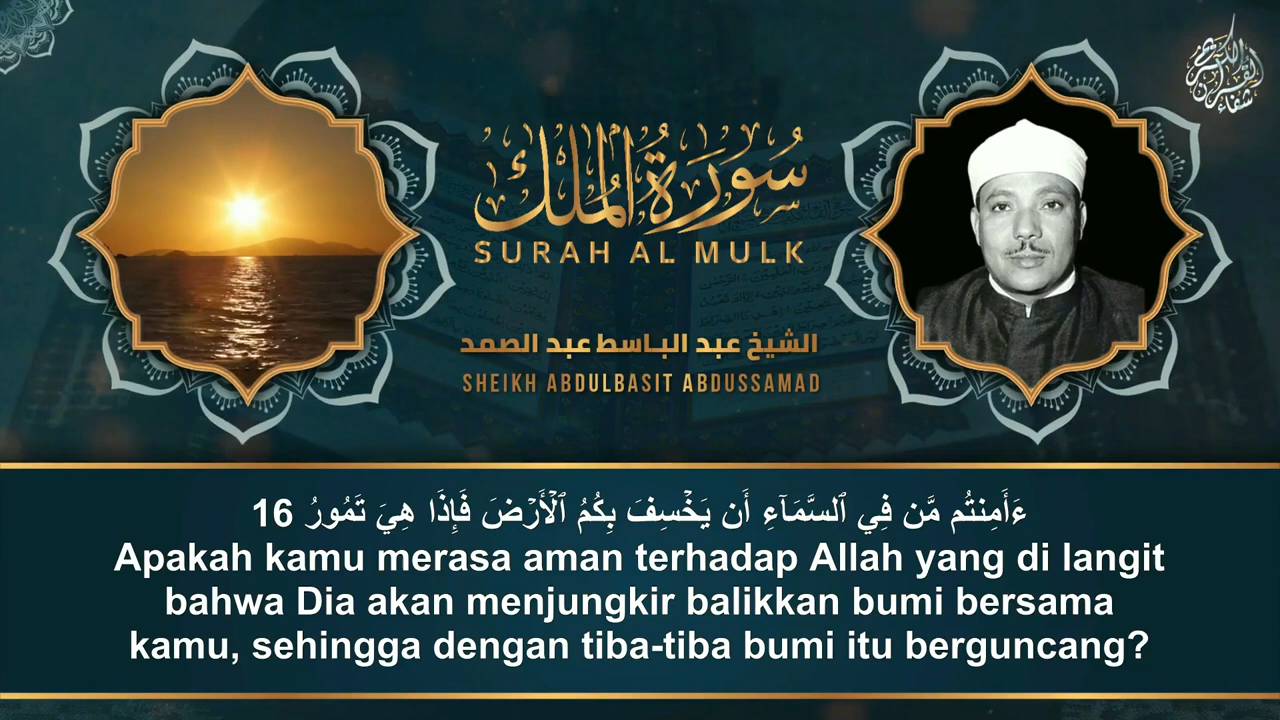 سُورَةُ المُلك
SURAH AL MULK
الشيخ عبد الباسط عبد الصمد
SHEIKH ABDULBASIT ABDUSSAMAD
ءَأَمِنتُم مَّن فِي ٱلسَّمَآءِ أَن يَخۡسِفَ بِكُمُ ٱلۡأَرۡضَ فَإِذَا هِيَ تَمُورُ 16
Apakah kamu merasa aman terhadap Allah yang di langit
bahwa Dia akan menjungkir balikkan bumi bersama
kamu, sehingga dengan tiba-tiba bumi itu berguncang?